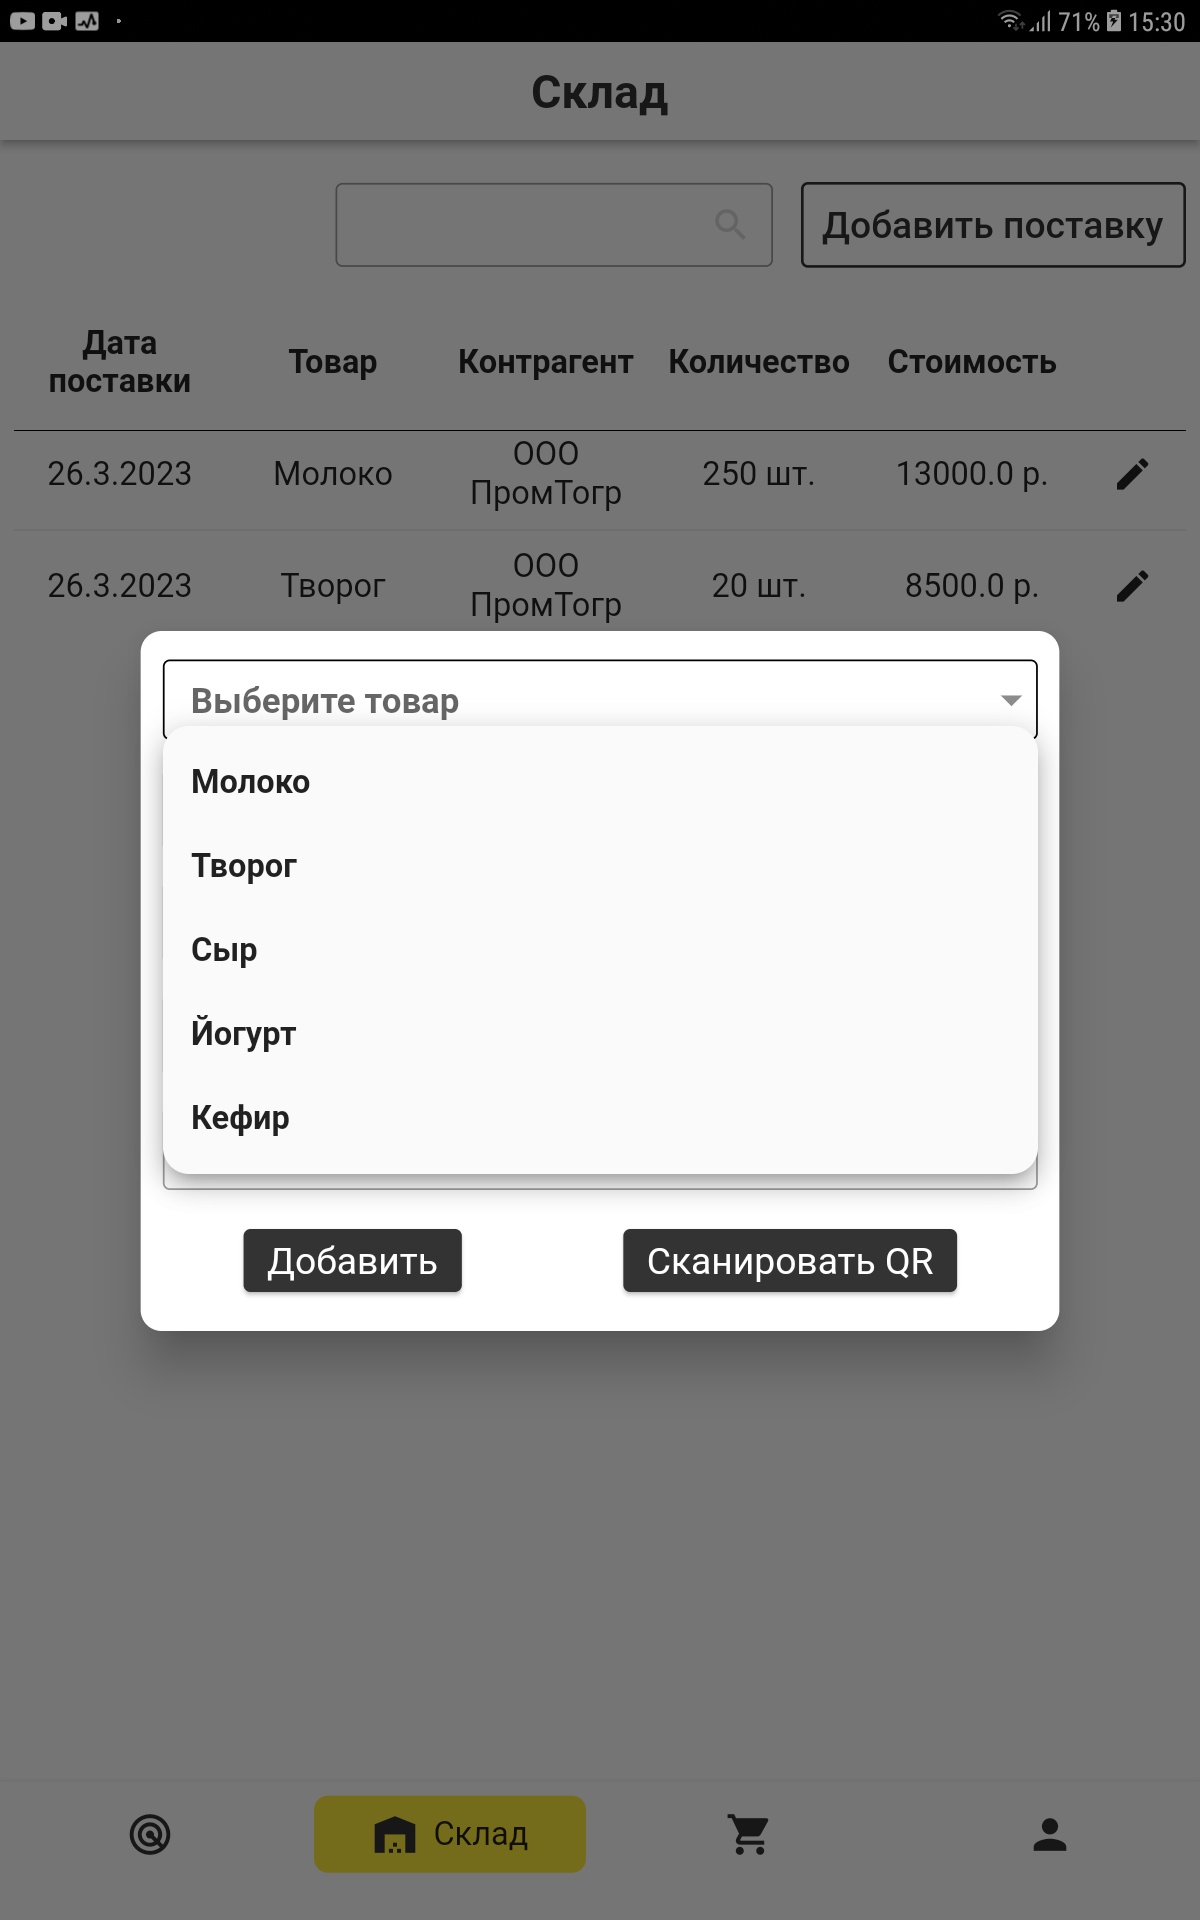 71% 15:30
Склад
Добавить поставку
Дата поставки Товар Контрагент Количество Стоимость
26.3.2023 Молоко ООО ПромТогр 250 шт. 13000.0 р.
26.3.2023 Творог ООО ПромТогр 20 шт. 8500.0 р.
Выберите товар
Молоко
Творог
Сыр
Йогурт
Кефир
Добавить Сканировать QR
Склад